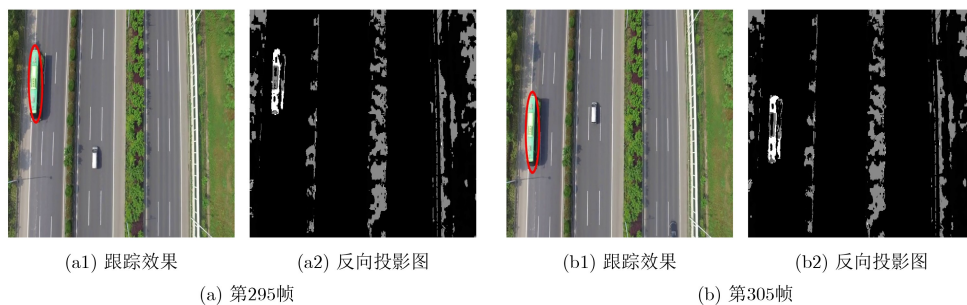 (a1) 跟踪效果
(a2) 反向投影图
(b1) 跟踪效果
(b2) 反向投影图
(a) 第295帧
(b) 第305帧